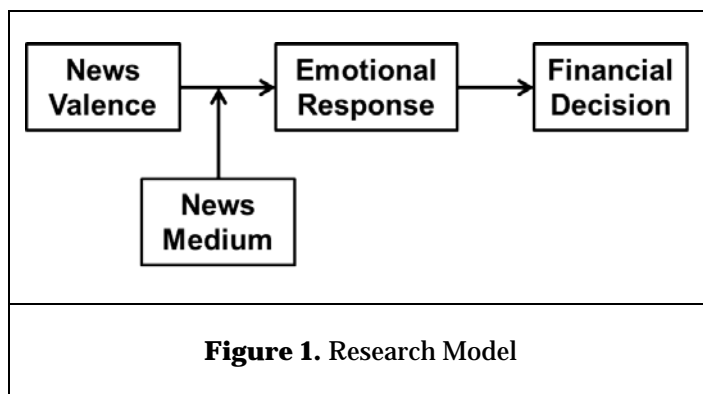 News
Valence
Emotional
Response
Financial
Decision
News
Medium
Figure 1. Research Model